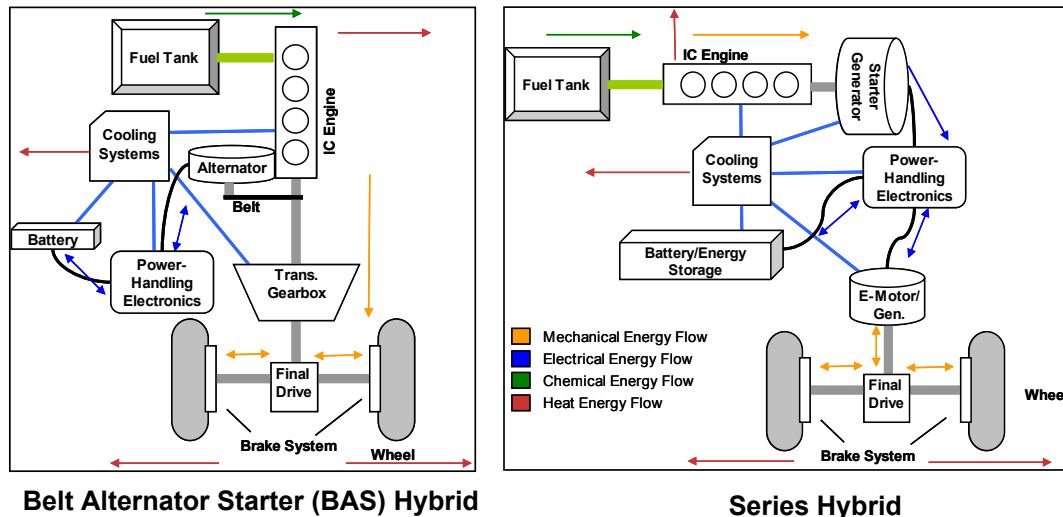 Fuel Tank
IC Engine
Cooling
Systems
Alternator
Belt
Battery
Power-
Handling
Electronics
Trans.
Gearbox
Final
Drive
Brake System
Wheel
Belt Alternator Starter (BAS) Hybrid
Fuel Tank
IC Engine
Starter
Generator
Cooling
Systems
Power-
Handling
Electronics
Battery/Energy
Storage
E-Motor/
Gen.
Mechanical Energy Flow
Electrical Energy Flow
Chemical Energy Flow
Heat Energy Flow
Final
Drive
Wheel
Brake System
Series Hybrid